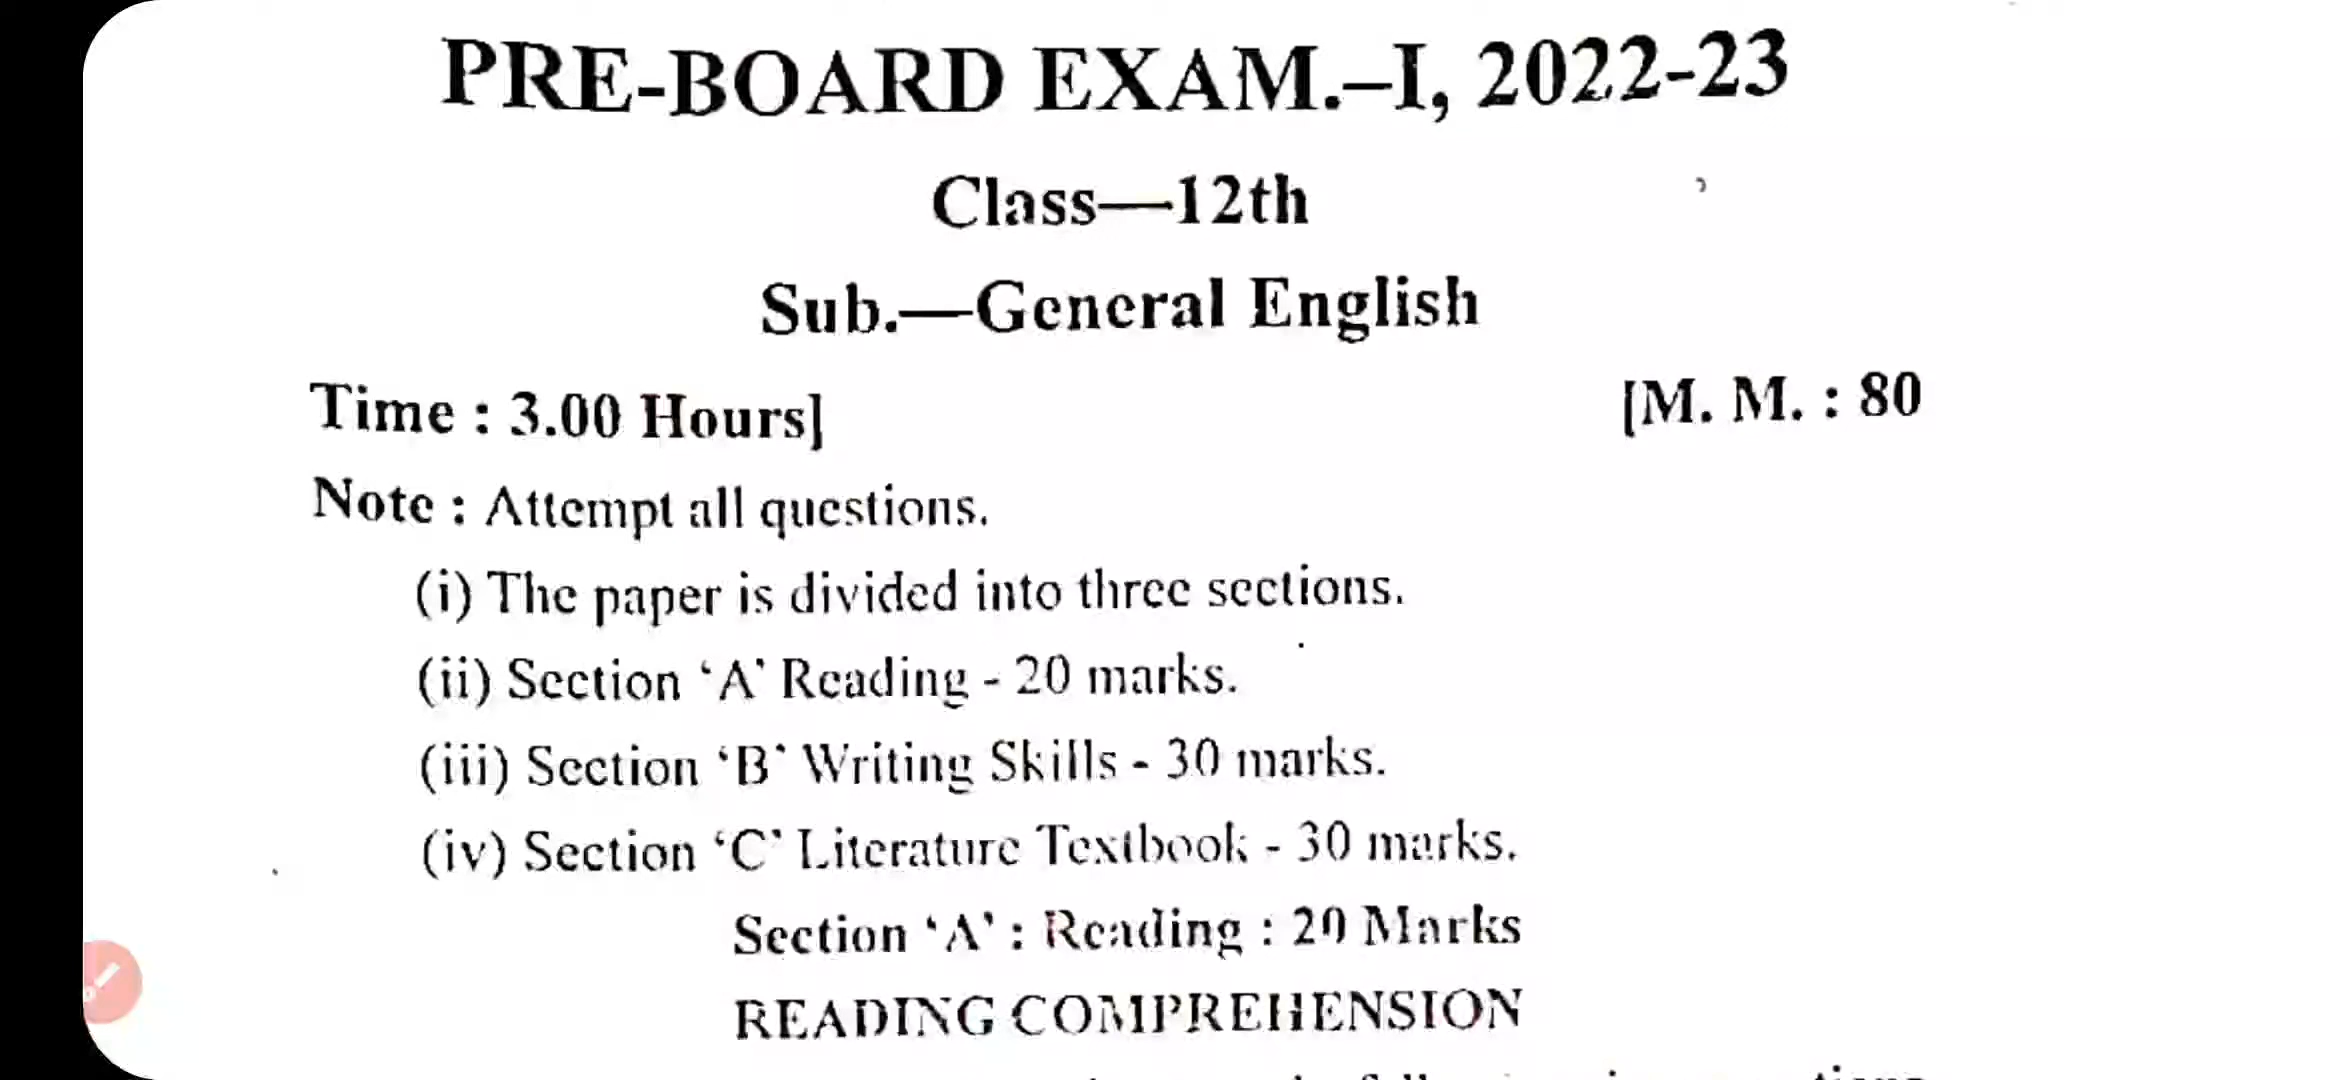 PRE-BOARD EXAM.–I, 2022-23
Class—12th
Sub.—General English
Time : 3.00 Hours] [M. M. : 80
Note : Attempt all questions.
(i) The paper is divided into three sections.
(ii) Section ‘A’ Reading - 20 marks.
(iii) Section ‘B’ Writing Skills - 30 marks.
(iv) Section ‘C’ Literature Textbook - 30 marks.
Section ‘A’ : Reading : 20 Marks
READING COMPREHENSION